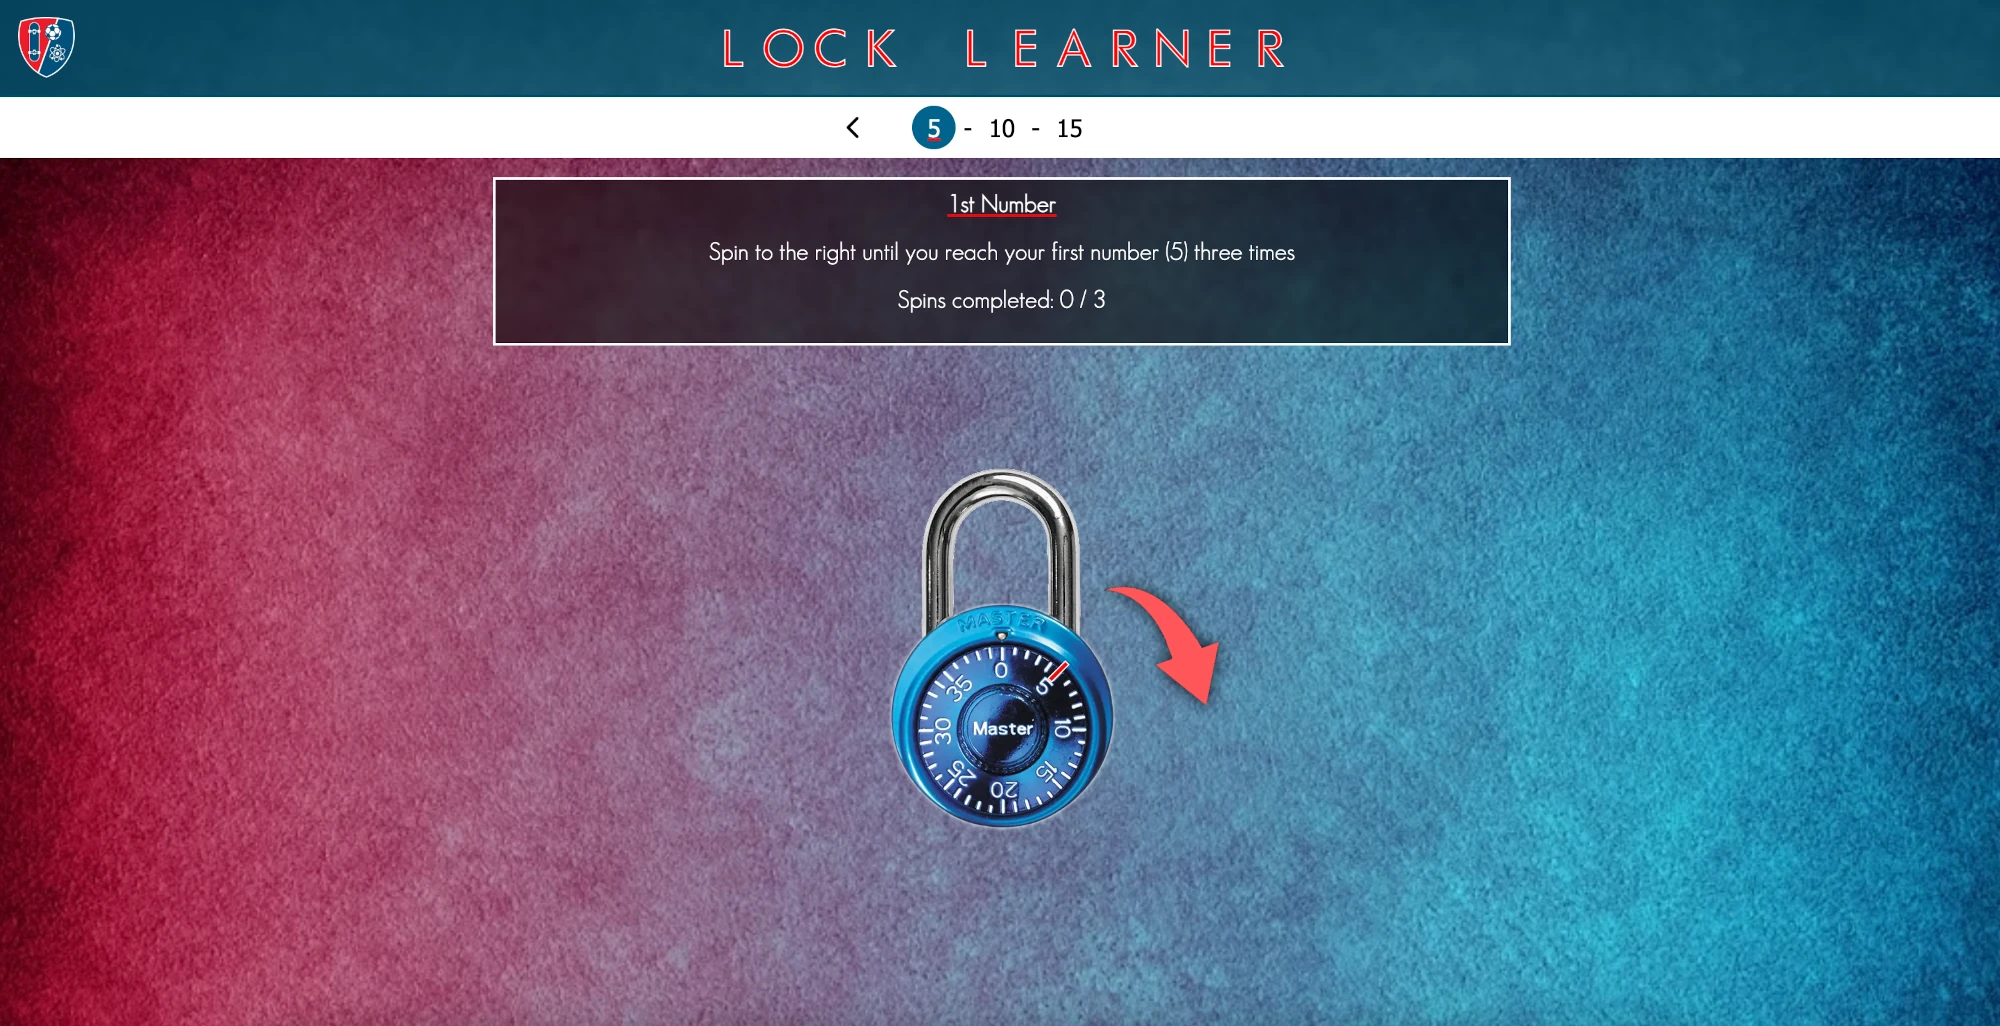 LOCK LEARNER
5 - 10 - 15
1st Number
Spin to the right until you reach your first number (5) three times
Spins completed: 0 / 3
MASTER
0
5
10
15
20
25
30
35
Master